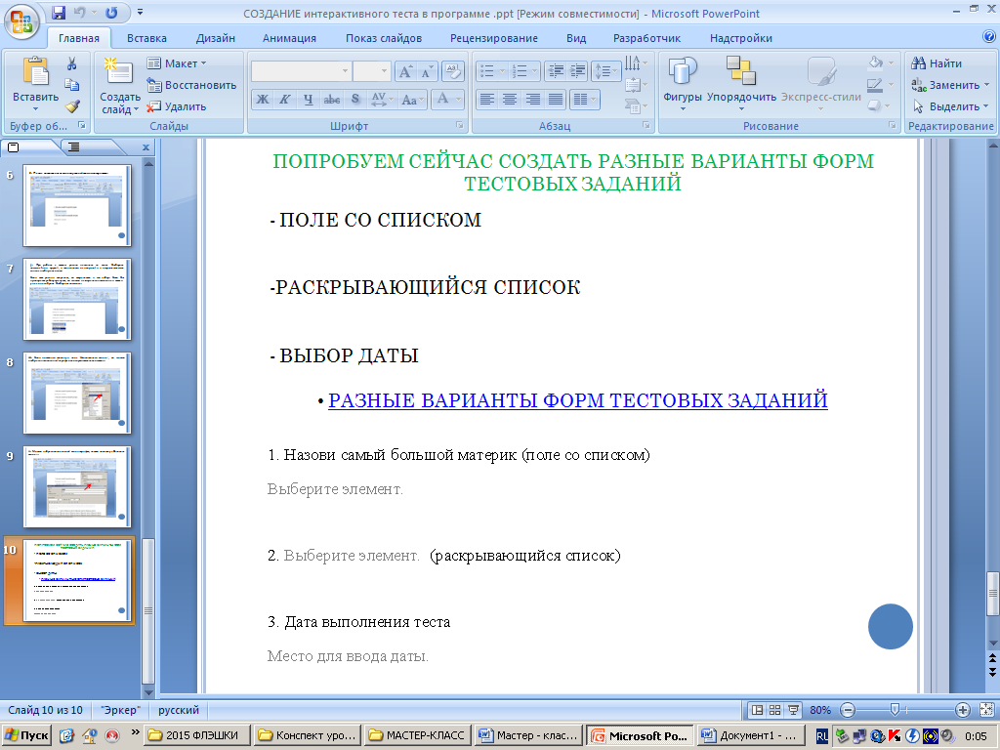 СОЗДАНИЕ интерактивного теста в программе .ppt [Режим совместимости] - Microsoft PowerPoint
Главная Вставка Дизайн Анимация Показ слайдов Рецензирование Вид Разработчик Надстройки
Вставить
Буфер об...
Создать слайд
Макет
Восстановить
Удалить
Слайды
Ж К Ч abc S AV Aa A
Шрифт
Абзац
Фигуры Упорядочить Экспресс-стили
Рисование
Найти
Заменить
Выделить
Редактирование
6
7
8
9
10
ПОПРОБУЕМ СЕЙЧАС СОЗДАТЬ РАЗНЫЕ ВАРИАНТЫ ФОРМ
ТЕСТОВЫХ ЗАДАНИЙ
- ПОЛЕ СО СПИСКОМ
-РАСКРЫВАЮЩИЙСЯ СПИСОК
- ВЫБОР ДАТЫ
• РАЗНЫЕ ВАРИАНТЫ ФОРМ ТЕСТОВЫХ ЗАДАНИЙ
1. Назови самый большой материк (поле со списком)
Выберите элемент.
2. Выберите элемент. (раскрывающийся список)
3. Дата выполнения теста
Место для ввода даты.
Слайд 10 из 10 "Эркер" русский 80%
Пуск 2015 ФЛЭШКИ Конспект уро... МАСТЕР-КЛАСС Мастер - клас... Microsoft Po... Документ1 - ... RL 0:05